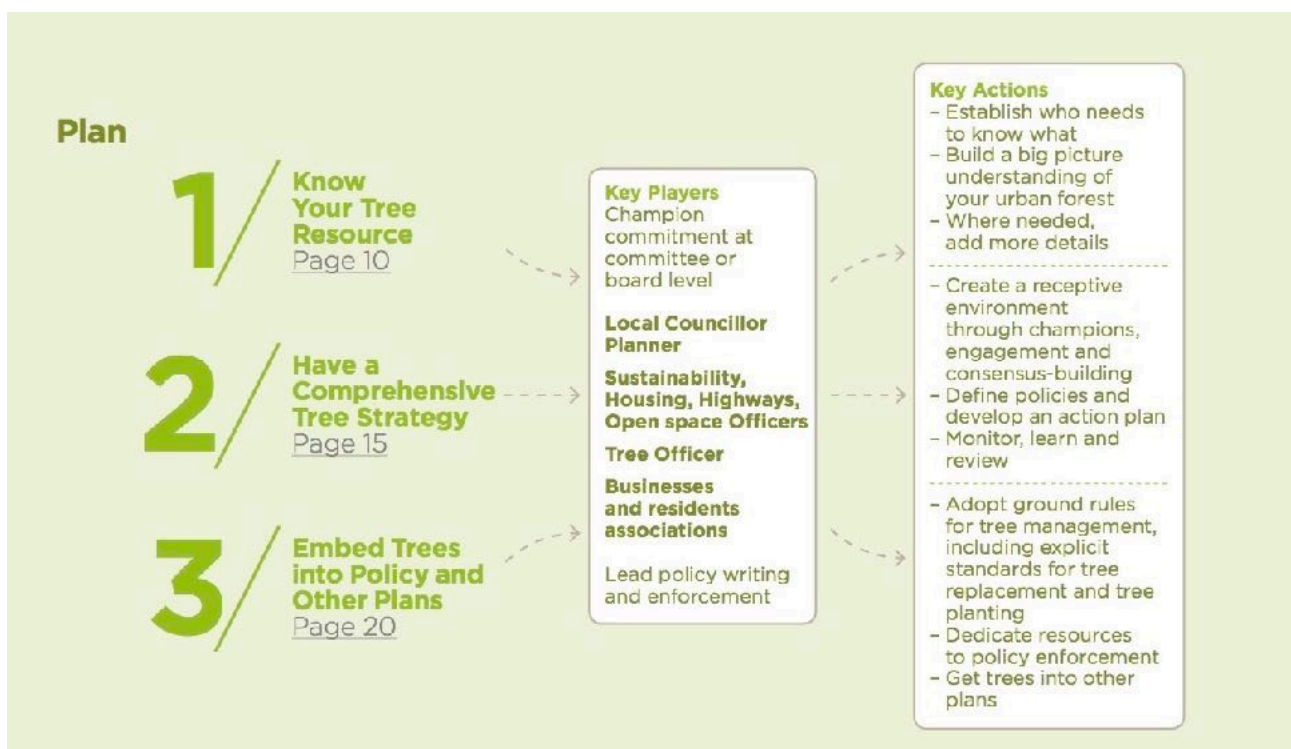 Plan
1
Know
Your Tree
Resource
Page 10
2
Have a
Comprehensive
Tree Strategy
Page 15
3
Embed Trees
into Policy and
Other Plans
Page 20
Key Players
Champion
commitment at
committee or
board level
Local Councillor
Planner
Sustainability,
Housing, Highways,
Open space Officers
Tree Officer
Businesses
and residents
associations
Lead policy writing
and enforcement
Key Actions
– Establish who needs
to know what
– Build a big picture
understanding of
your urban forest
– Where needed,
add more details
– Create a receptive
environment
through champions,
engagement and
consensus-building
– Define policies and
develop an action plan
– Monitor, learn and
review
– Adopt ground rules
for tree management,
including explicit
standards for tree
replacement and tree
planting
– Dedicate resources
to policy enforcement
– Get trees into other
plans